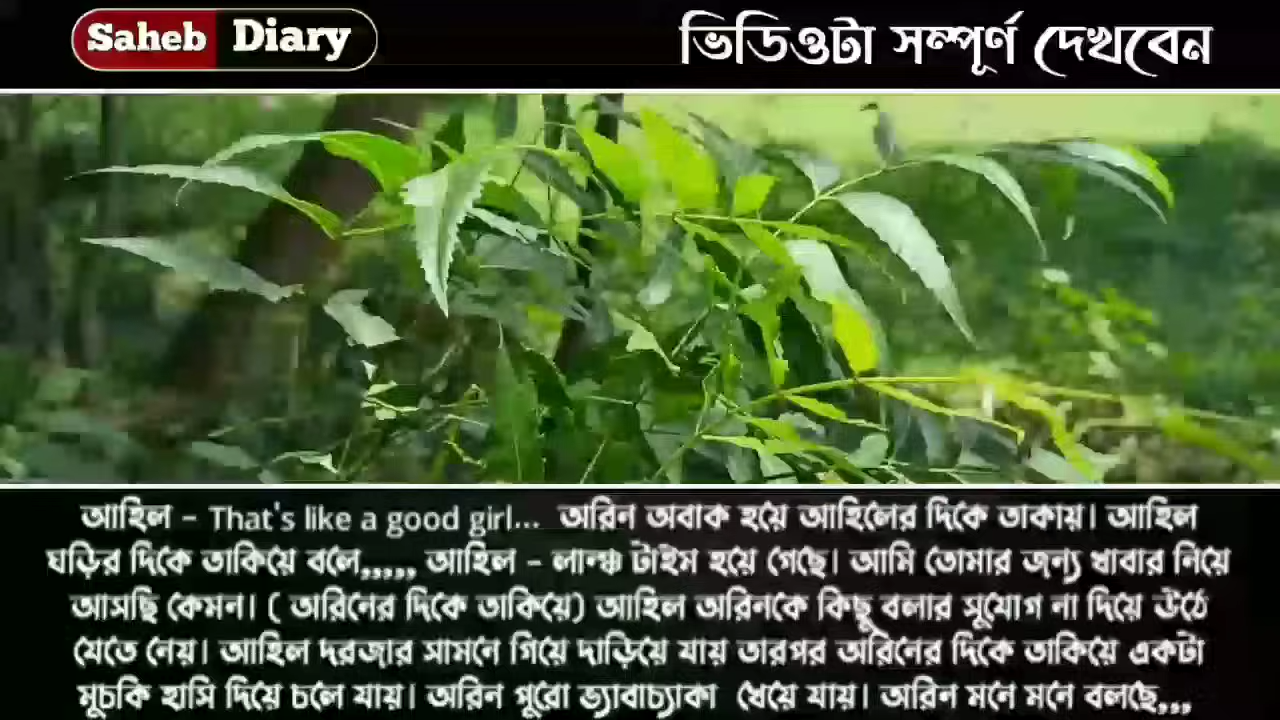 Saheb Diary
ভিডিওটা সম্পূর্ণ দেখবেন
আহিল - That's like a good girl... অরিন অবাক হয়ে আহিলের দিকে তাকায়। আহিল
ঘড়ির দিকে তাকিয়ে বলে,,,,, আহিল - লান্ঞ্চ টাইম হয়ে গেছে। আমি তোমার জন্য খাবার নিয়ে
আসছি কেমন। ( অরিনের দিকে তাকিয়ে) আহিল অরিনকে কিছু বলার সুযোগ না দিয়ে উঠে
যেতে নেয়। আহিল দরজার সামনে গিয়ে দাড়িয়ে যায় তারপর অরিনের দিকে তাকিয়ে একটা
মুচকি হাসি দিয়ে চলে যায়। অরিন পুরো ভ্যাবাচ্যাকা খেয়ে যায়। অরিন মনে মনে বলছে,,,